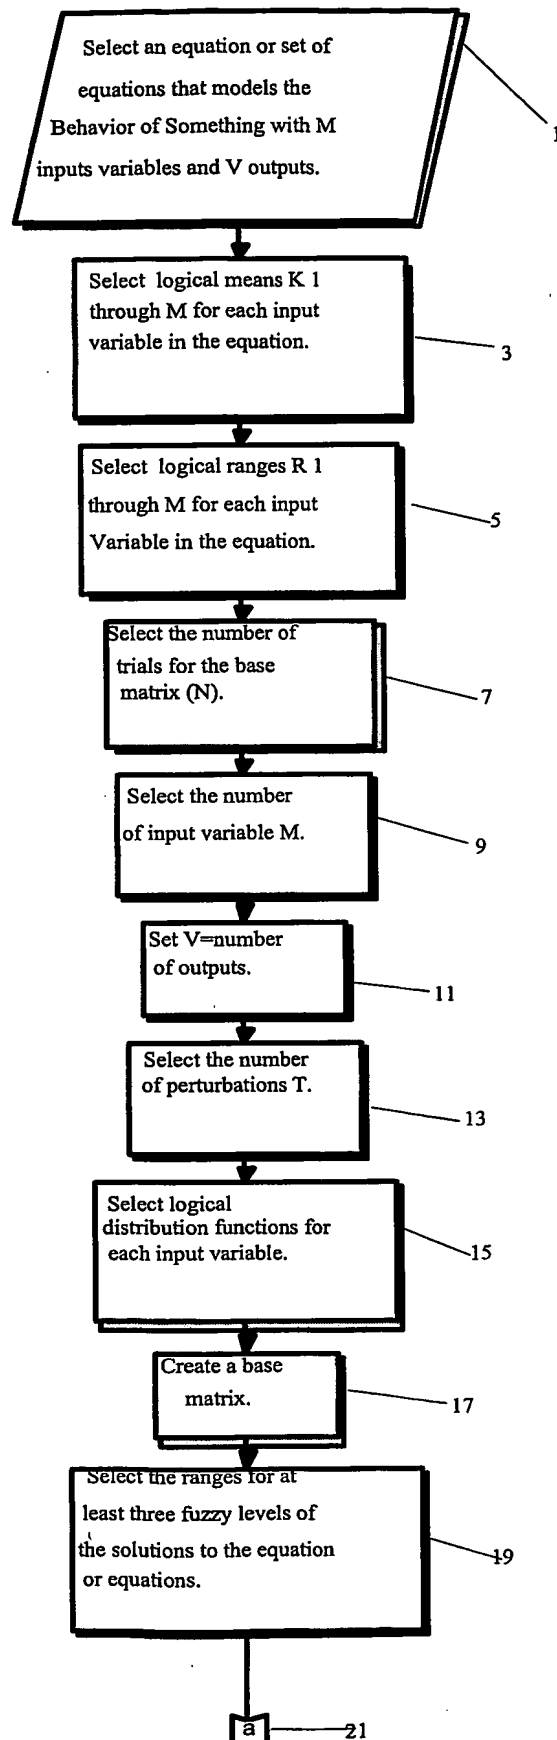 Select an equation or set of
equations that models the
Behavior of Something with M
inputs variables and V outputs.
1
Select logical means K 1
through M for each input
variable in the equation.
3
Select logical ranges R 1
through M for each input
Variable in the equation.
5
Select the number of
trials for the base
matrix (N).
7
Select the number
of input variable M.
9
Set V=number
of outputs.
11
Select the number
of perturbations T.
13
Select logical
distribution functions for
each input variable.
15
Create a base
matrix.
17
Select the ranges for at
least three fuzzy levels of
the solutions to the equation
or equations.
19
a
21